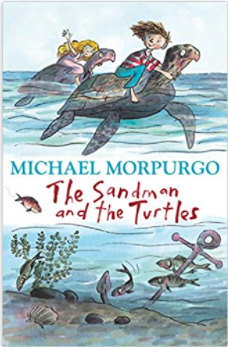 MICHAEL MORPURGO
The Sandman
and the Turtles